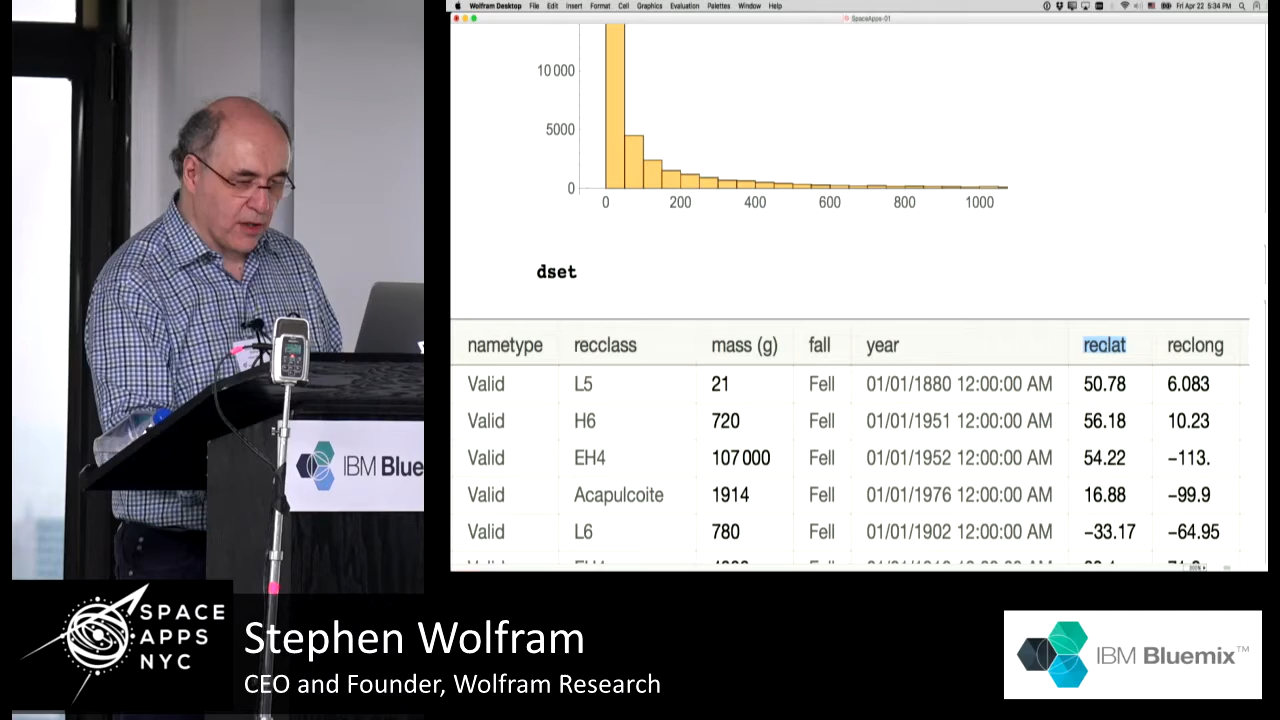 Wolfram Desktop File Edit Insert Format Cell Graphics Evaluation Palettes Window Help
Fri Apr 22 5:34 PM
SpaceApps-01
10 000
5000
0
0 200 400 600 800 1000
dset
nametype recclass mass (g) fall year reclat reclong
Valid L5 21 Fell 01/01/1880 12:00:00 AM 50.78 6.083
Valid H6 720 Fell 01/01/1951 12:00:00 AM 56.18 10.23
Valid EH4 107 000 Fell 01/01/1952 12:00:00 AM 54.22 −113.
Valid Acapulcoite 1914 Fell 01/01/1976 12:00:00 AM 16.88 −99.9
Valid L6 780 Fell 01/01/1902 12:00:00 AM −33.17 −64.95
IBM Blue
SPACE
APPS
NYC
Stephen Wolfram
CEO and Founder, Wolfram Research
IBM Bluemix™